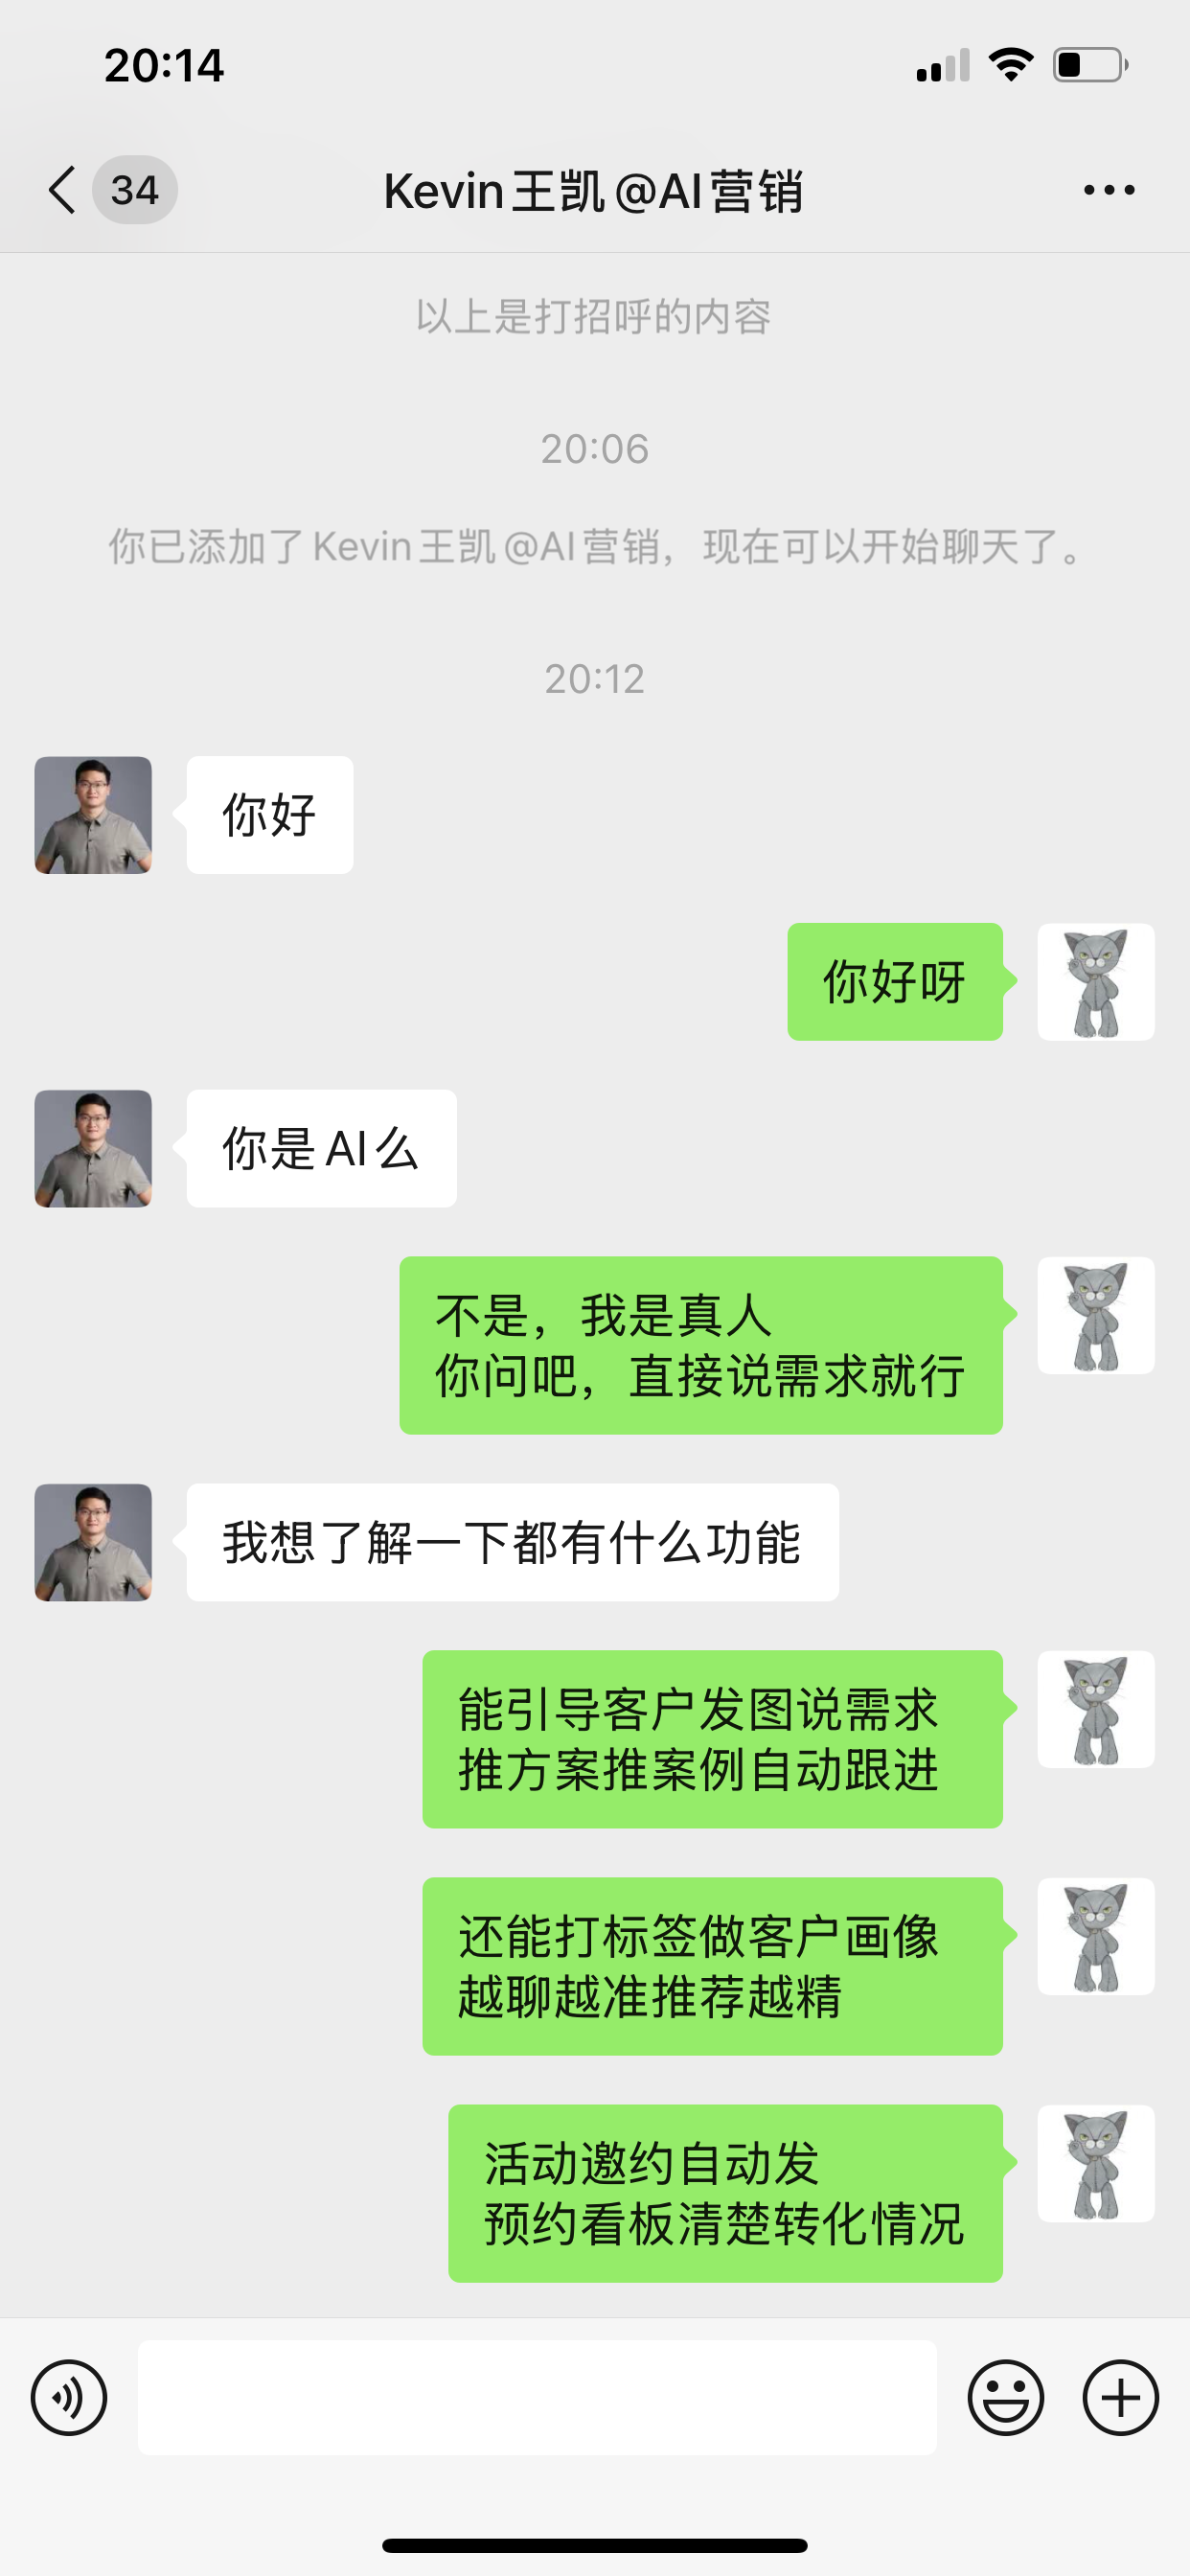 20:14
34
Kevin王凯@AI营销
以上是打招呼的内容
20:06
你已添加了Kevin王凯@AI营销，现在可以开始聊天了。
20:12
你好
你好呀
你是AI么
不是，我是真人
你问吧，直接说需求就行
我想了解一下都有什么功能
能引导客户发图说需求
推方案推案例自动跟进
还能打标签做客户画像
越聊越准推荐越精
活动邀约自动发
预约看板清楚转化情况